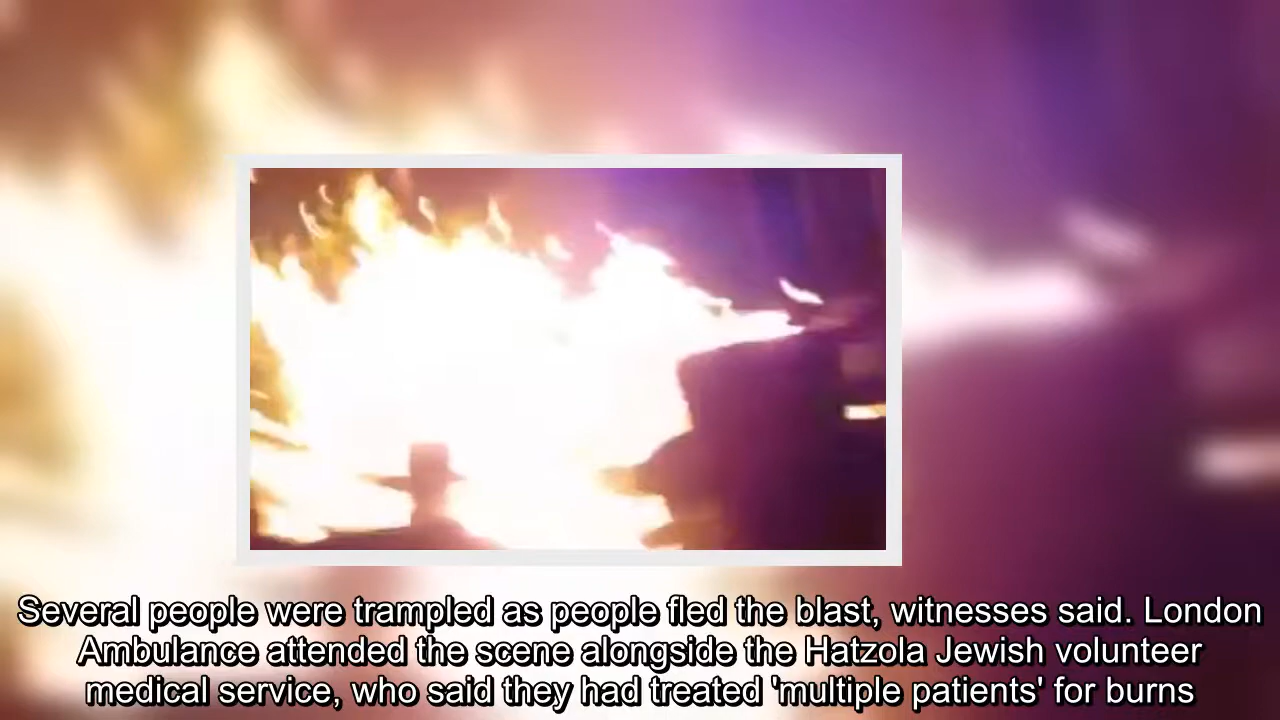 Several people were trampled as people fled the blast, witnesses said. London
Ambulance attended the scene alongside the Hatzola Jewish volunteer
medical service, who said they had treated 'multiple patients' for burns